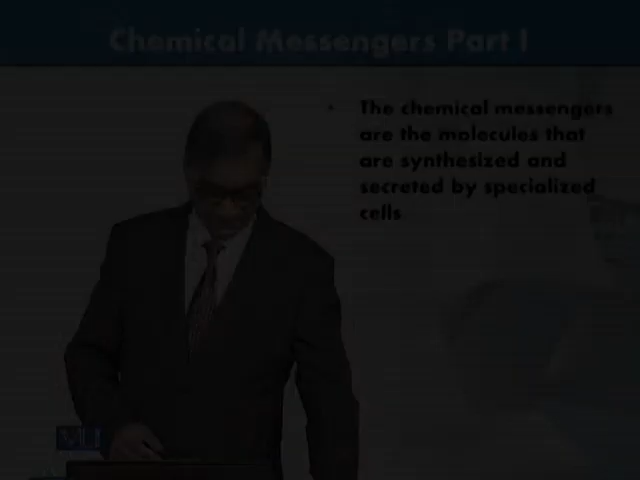 Chemical Messengers Part I
• The chemical messengers
are the molecules that
are synthesized and
secreted by specialized
cells